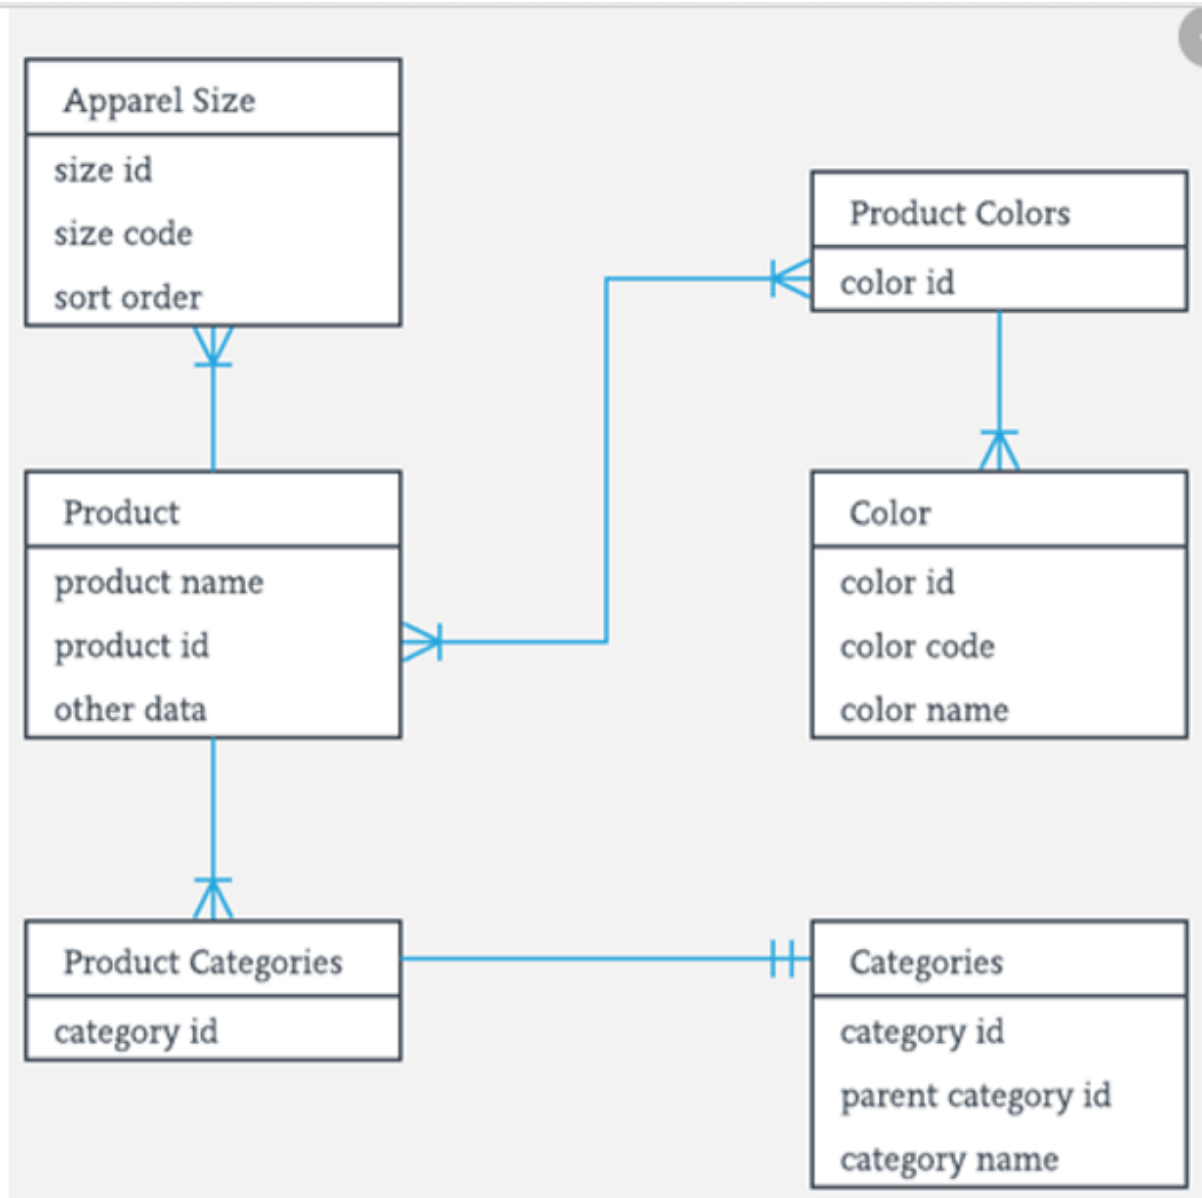 Apparel Size
size id
size code
sort order
Product Colors
color id
Product
product name
product id
other data
Color
color id
color code
color name
Product Categories
category id
Categories
category id
parent category id
category name